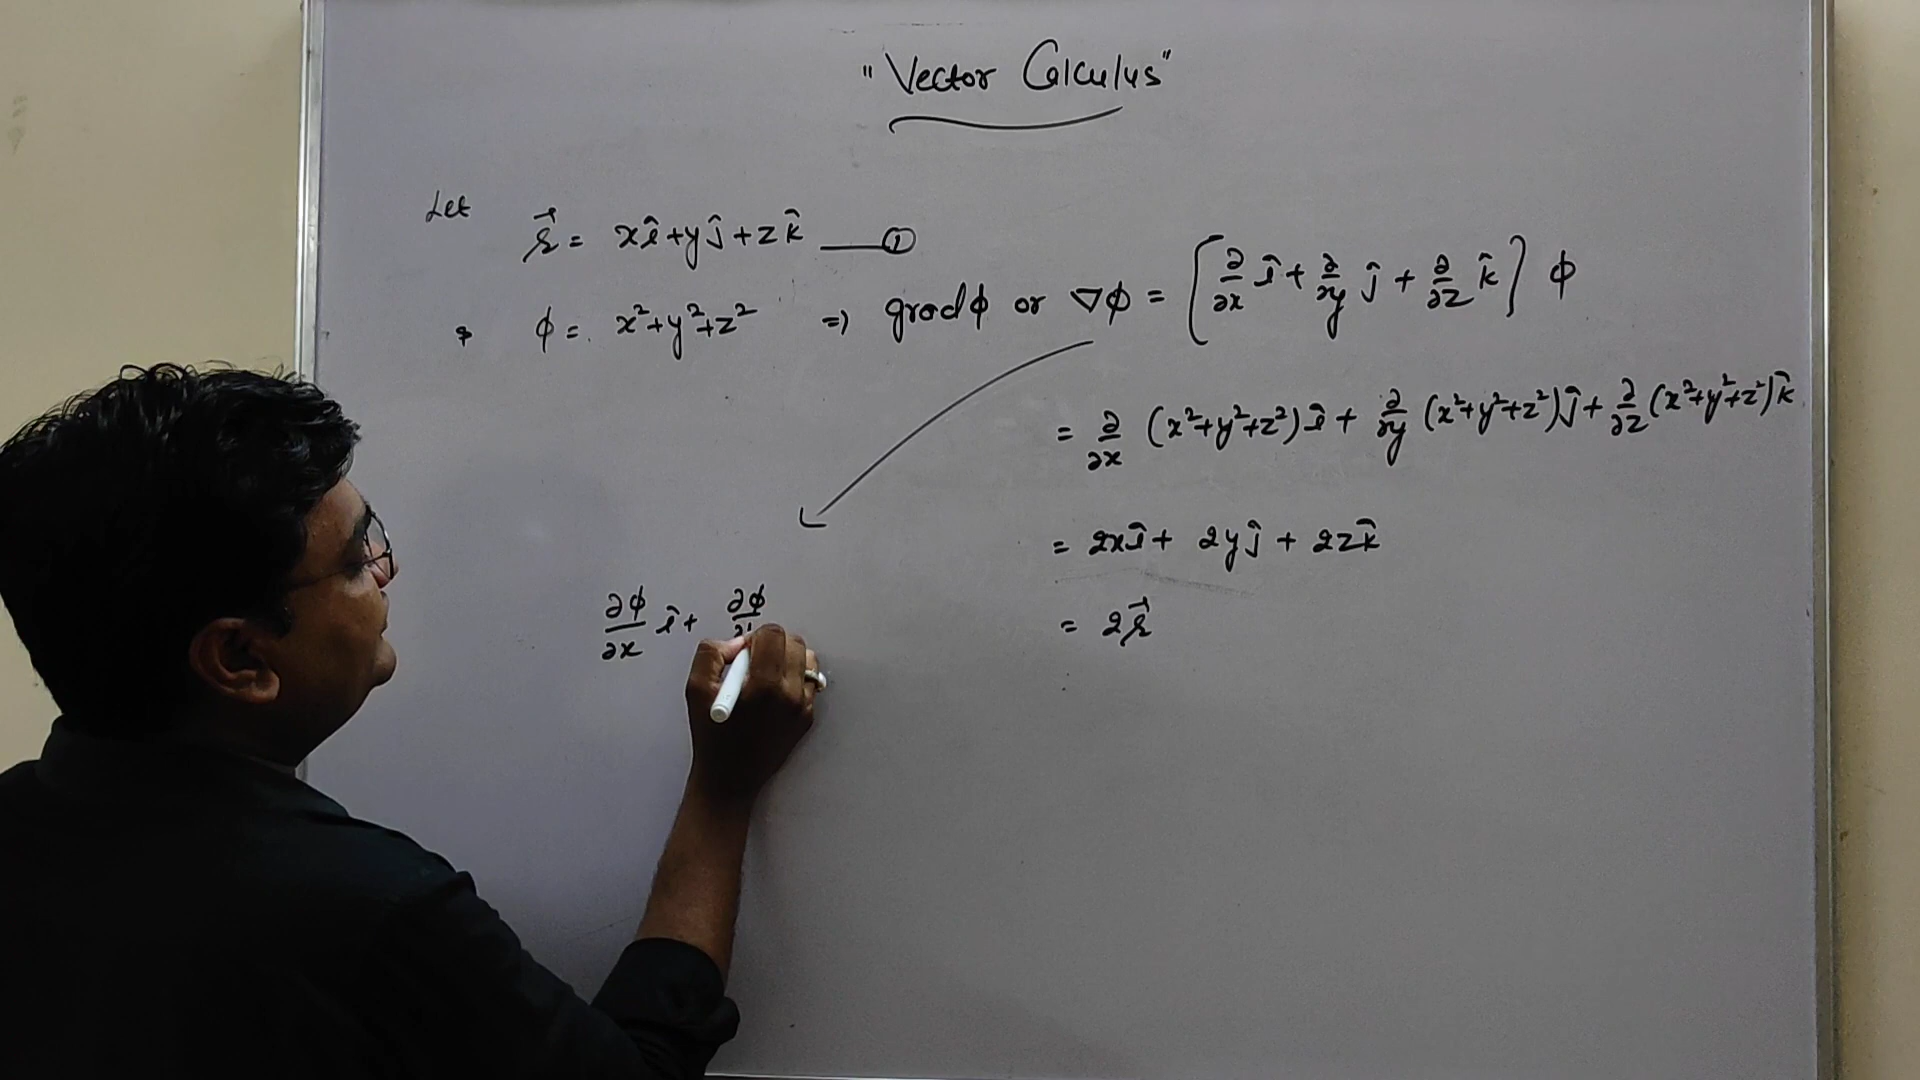 "Vector Calculus"
Let
r⃗ = xî+yĵ+zk̂ ——①
& ϕ = x²+y²+z² ⇒ gradϕ or ∇ϕ = [∂/∂x î + ∂/∂y ĵ + ∂/∂z k̂] ϕ
= ∂/∂x (x²+y²+z²)î + ∂/∂y (x²+y²+z²)ĵ + ∂/∂z (x²+y²+z²)k̂
= 2xî + 2yĵ + 2zk̂
= 2r⃗
∂ϕ/∂x î + ∂ϕ